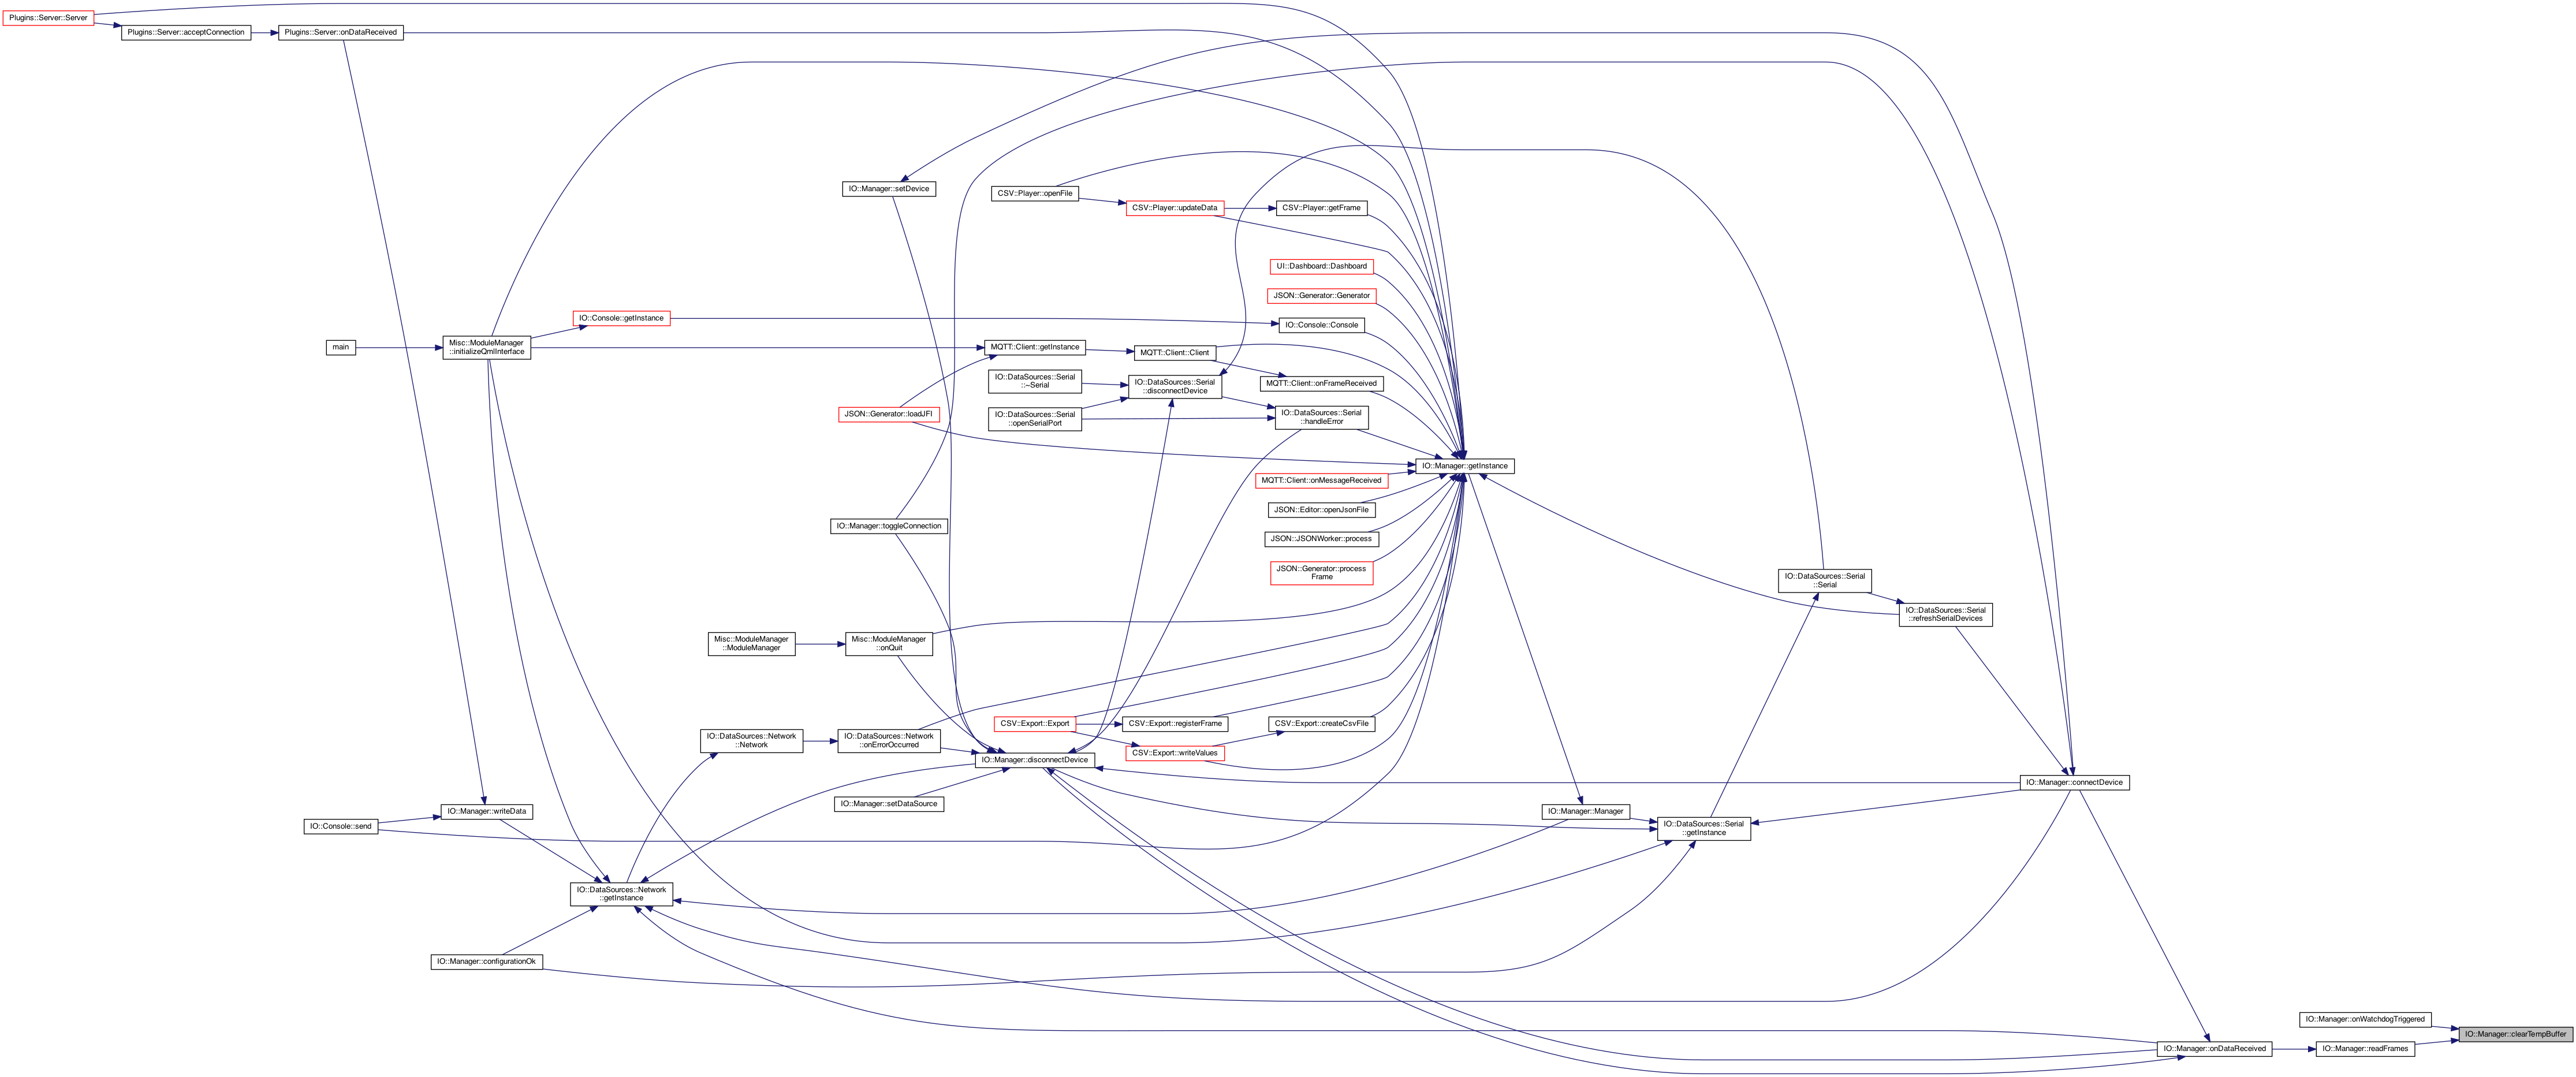 Plugins::Server::Server
Plugins::Server::acceptConnection
Plugins::Server::onDataReceived
IO::Manager::setDevice
CSV::Player::openFile
CSV::Player::updateData
CSV::Player::getFrame
UI::Dashboard::Dashboard
JSON::Generator::Generator
IO::Console::getInstance
IO::Console::Console
main
Misc::ModuleManager
::initializeQmlInterface
MQTT::Client::getInstance
MQTT::Client::Client
IO::DataSources::Serial
::~Serial
IO::DataSources::Serial
::disconnectDevice
MQTT::Client::onFrameReceived
JSON::Generator::loadJFI
IO::DataSources::Serial
::openSerialPort
IO::DataSources::Serial
::handleError
IO::Manager::getInstance
MQTT::Client::onMessageReceived
JSON::Editor::openJsonFile
IO::Manager::toggleConnection
JSON::JSONWorker::process
JSON::Generator::process
Frame
IO::DataSources::Serial
::Serial
IO::DataSources::Serial
::refreshSerialDevices
Misc::ModuleManager
::ModuleManager
Misc::ModuleManager
::onQuit
CSV::Export::Export
CSV::Export::registerFrame
CSV::Export::createCsvFile
IO::DataSources::Network
::Network
IO::DataSources::Network
::onErrorOccurred
CSV::Export::writeValues
IO::Manager::disconnectDevice
IO::Manager::connectDevice
IO::Manager::setDataSource
IO::Manager::writeData
IO::Manager::Manager
IO::Console::send
IO::DataSources::Serial
::getInstance
IO::DataSources::Network
::getInstance
IO::Manager::configurationOk
IO::Manager::onWatchdogTriggered
IO::Manager::clearTempBuffer
IO::Manager::onDataReceived
IO::Manager::readFrames